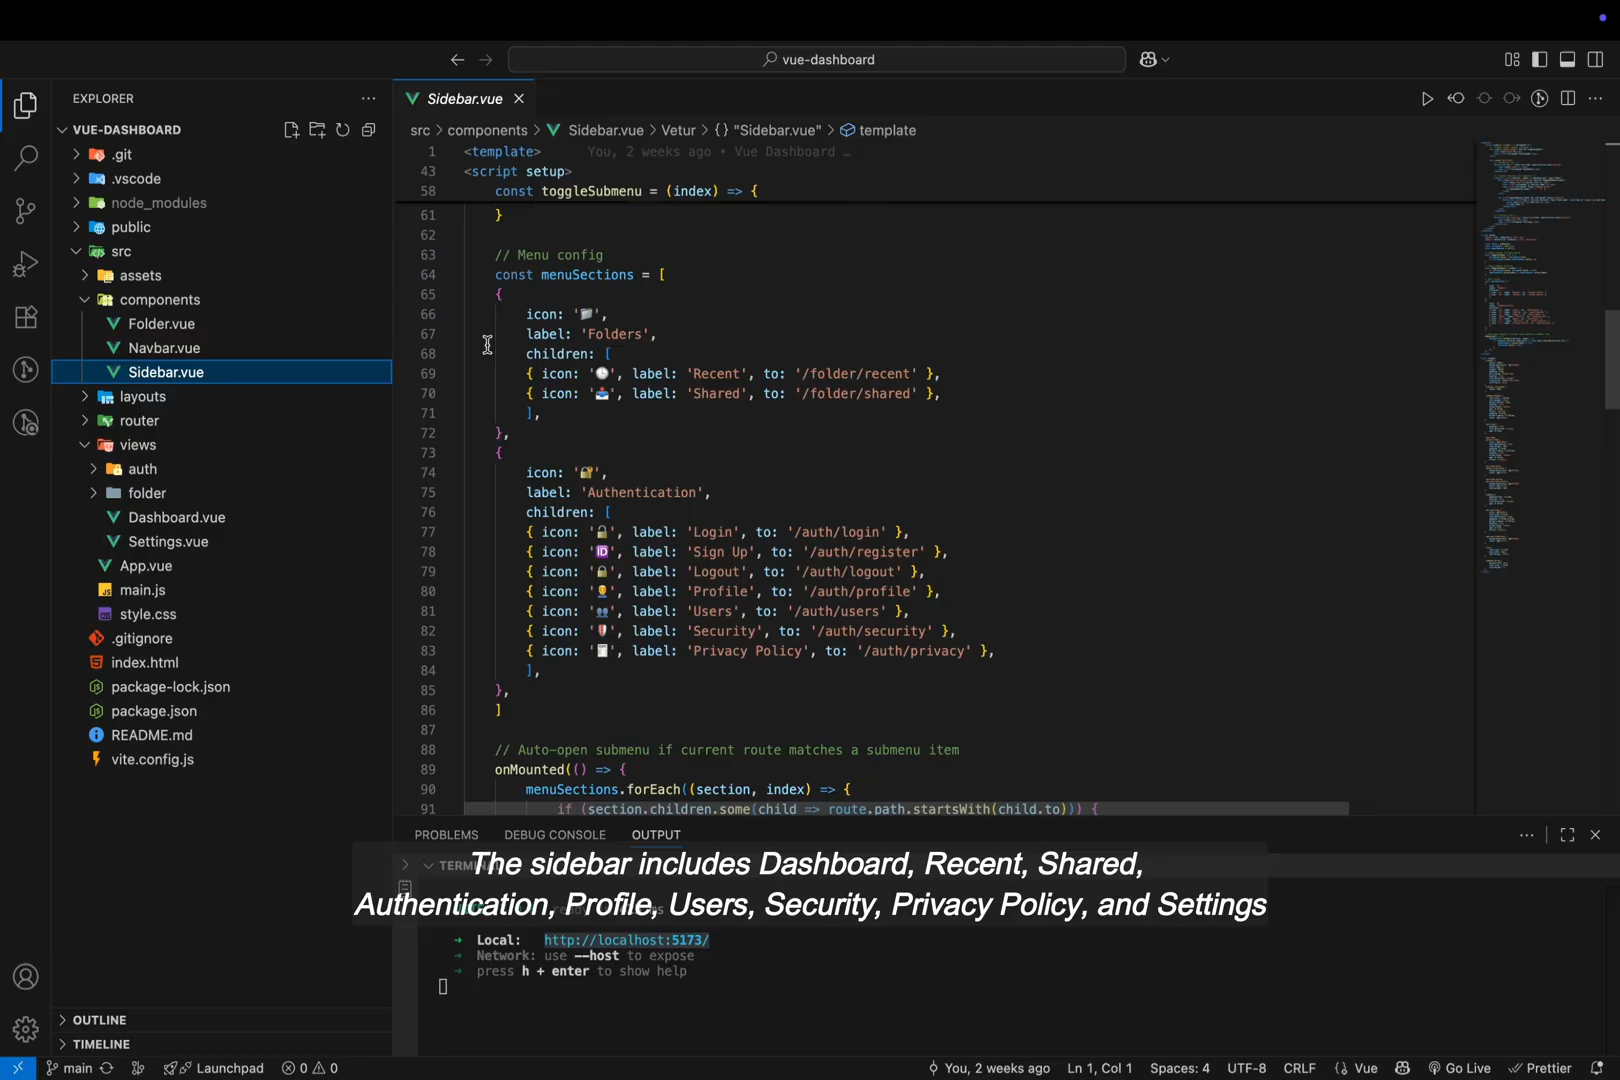 vue-dashboard
EXPLORER
VUE-DASHBOARD
.git
.vscode
node_modules
public
src
assets
components
Folder.vue
Navbar.vue
Sidebar.vue
layouts
router
views
auth
folder
Dashboard.vue
Settings.vue
App.vue
main.js
style.css
.gitignore
index.html
package-lock.json
package.json
README.md
vite.config.js
OUTLINE
TIMELINE
Sidebar.vue
src > components > Sidebar.vue > Vetur > {} "Sidebar.vue" > template
1 <template> You, 2 weeks ago • Vue Dashboard …
43 <script setup>
58 const toggleSubmenu = (index) => {
61 }
62
63 // Menu config
64 const menuSections = [
65 {
66 icon: '📁',
67 label: 'Folders',
68 children: [
69 { icon: '🕒', label: 'Recent', to: '/folder/recent' },
70 { icon: '📤', label: 'Shared', to: '/folder/shared' },
71 ],
72 },
73 {
74 icon: '🔐',
75 label: 'Authentication',
76 children: [
77 { icon: '🔒', label: 'Login', to: '/auth/login' },
78 { icon: '🆔', label: 'Sign Up', to: '/auth/register' },
79 { icon: '🔒', label: 'Logout', to: '/auth/logout' },
80 { icon: '👤', label: 'Profile', to: '/auth/profile' },
81 { icon: '👥', label: 'Users', to: '/auth/users' },
82 { icon: '🛡', label: 'Security', to: '/auth/security' },
83 { icon: '📄', label: 'Privacy Policy', to: '/auth/privacy' },
84 ],
85 },
86 ]
87
88 // Auto-open submenu if current route matches a submenu item
89 onMounted(() => {
90 menuSections.forEach((section, index) => {
91 if (section.children.some(child => route.path.startsWith(child.to))) {
PROBLEMS DEBUG CONSOLE OUTPUT
The sidebar includes Dashboard, Recent, Shared,
Authentication, Profile, Users, Security, Privacy Policy, and Settings
➜ Local: http://localhost:5173/
➜ Network: use --host to expose
➜ press h + enter to show help
main Launchpad 0 0 You, 2 weeks ago Ln 1, Col 1 Spaces: 4 UTF-8 CRLF {} Vue Go Live Prettier